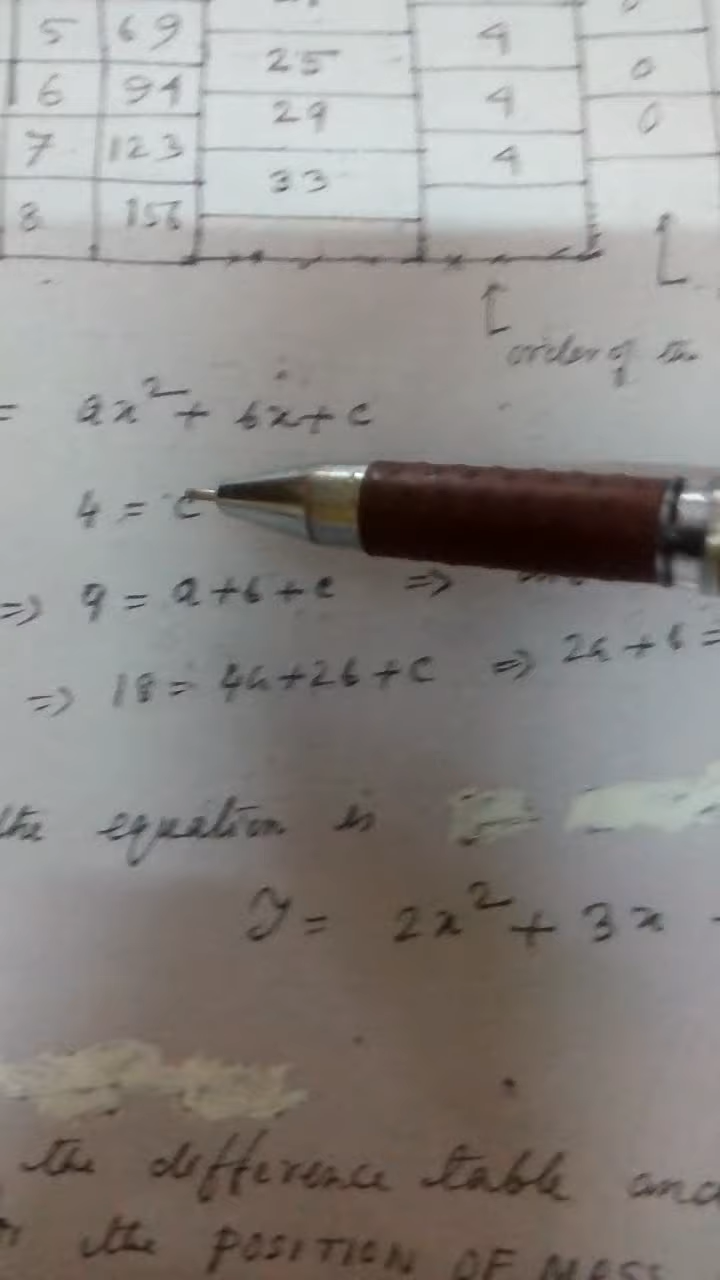 5 69
25 4
6 94 0
29 4
7 123 0
33 4
8 156
order of the
= ax² + bx + c
4 = c
=> 9 = a + b + c =>
=> 18 = 4a + 2b + c => 2a + b =
the equation is
y = 2x² + 3x
the difference table and
the POSITION OF MASS